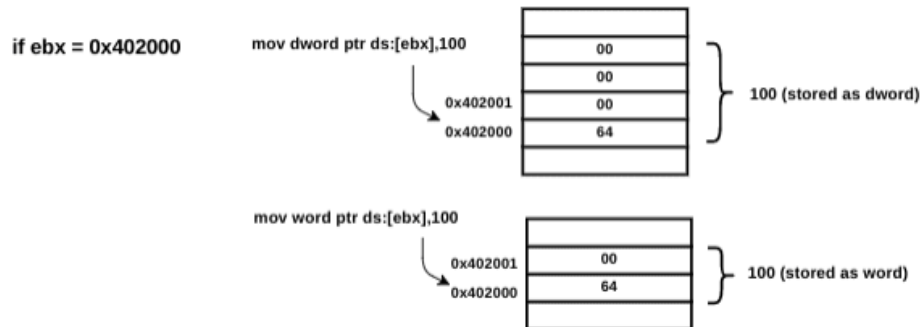 if ebx = 0x402000
mov dword ptr ds:[ebx],100
00
00
0x402001
00
0x402000
64
100 (stored as dword)
mov word ptr ds:[ebx],100
0x402001
00
0x402000
64
100 (stored as word)